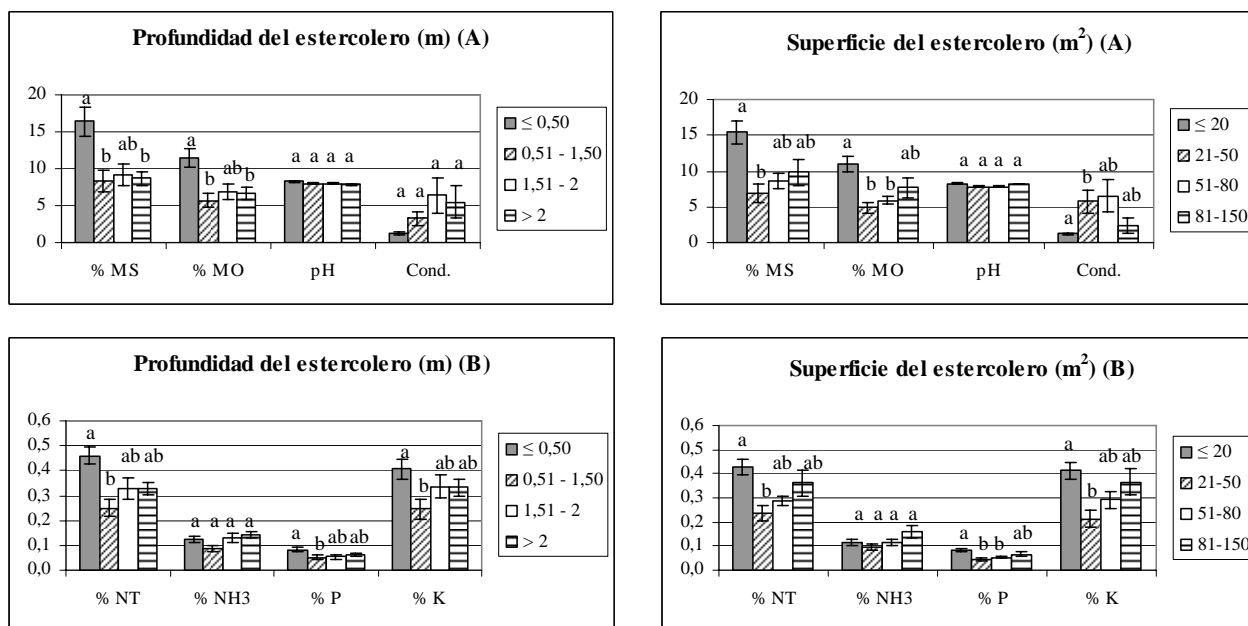 Profundidad del estercolero (m) (A)
20
15
10
5
0
a b ab b
a b ab b
a a a a
a a a a
% MS % MO pH Cond.
≤ 0,50
0,51 - 1,50
1,51 - 2
> 2
Superficie del estercolero (m²) (A)
20
15
10
5
0
a b ab ab
a b b ab
a a a a
a b ab ab
% MS % MO pH Cond.
≤ 20
21-50
51-80
81-150
Profundidad del estercolero (m) (B)
0,6
0,5
0,4
0,3
0,2
0,1
0,0
a b ab ab
a a a a
a b ab ab
a b ab ab
% NT % NH3 % P % K
≤ 0,50
0,51 - 1,50
1,51 - 2
> 2
Superficie del estercolero (m²) (B)
0,6
0,5
0,4
0,3
0,2
0,1
0,0
a b ab ab
a a a a
a b b ab
a b ab ab
% NT % NH3 % P % K
≤ 20
21-50
51-80
81-150